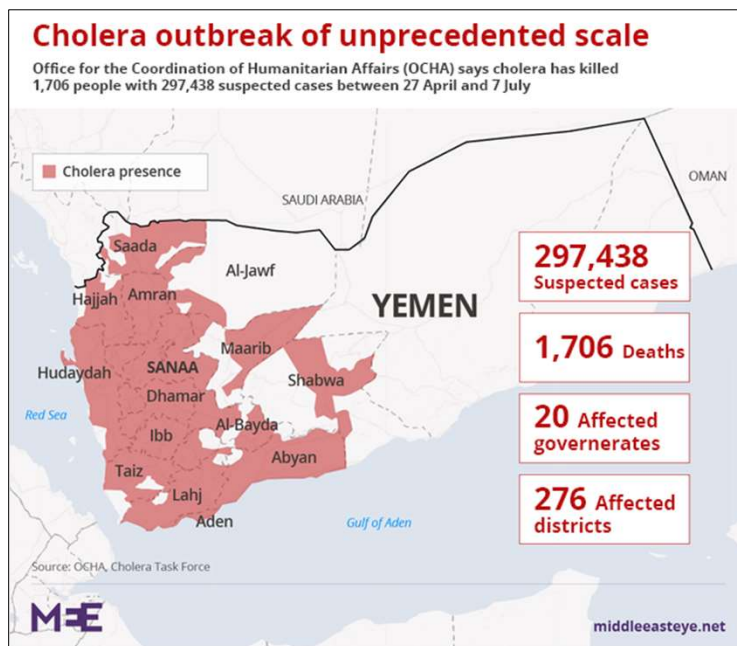 Cholera outbreak of unprecedented scale
Office for the Coordination of Humanitarian Affairs (OCHA) says cholera has killed
1,706 people with 297,438 suspected cases between 27 April and 7 July
Cholera presence
SAUDI ARABIA
OMAN
Saada
Al-Jawf
Hajjah
Amran
YEMEN
Maarib
Hudaydah
SANAA
Shabwa
Dhamar
Red Sea
Ibb
Al-Bayda
Abyan
Taiz
Lahj
Aden
Gulf of Aden
297,438
Suspected cases
1,706 Deaths
20 Affected
governerates
276 Affected
districts
Source: OCHA, Cholera Task Force
MEE
middleeasteye.net